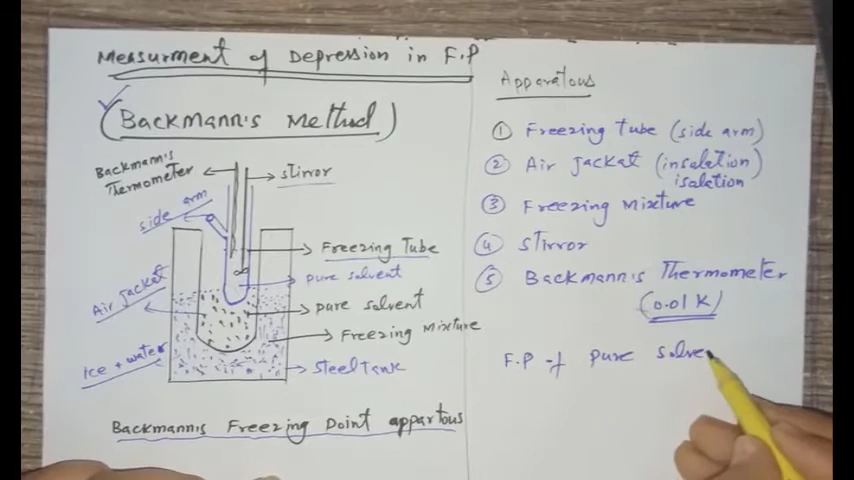 Measurment of Depression in F.P
(Backmann's Method)
Backmann's
Thermometer
stirror
side arm
Freezing Tube
pure solvent
Air jacket
pure solvent
Freezing Mixture
Ice + water
Steel Tank
Backmann's Freezing Point appartous
Apparatous
① Freezing Tube (side arm)
② Air jacket (insalation)
isalation
③ Freezing Mixture
④ Stirror
⑤ Backmann's Thermometer
(0.01 K)
F.P of pure solve